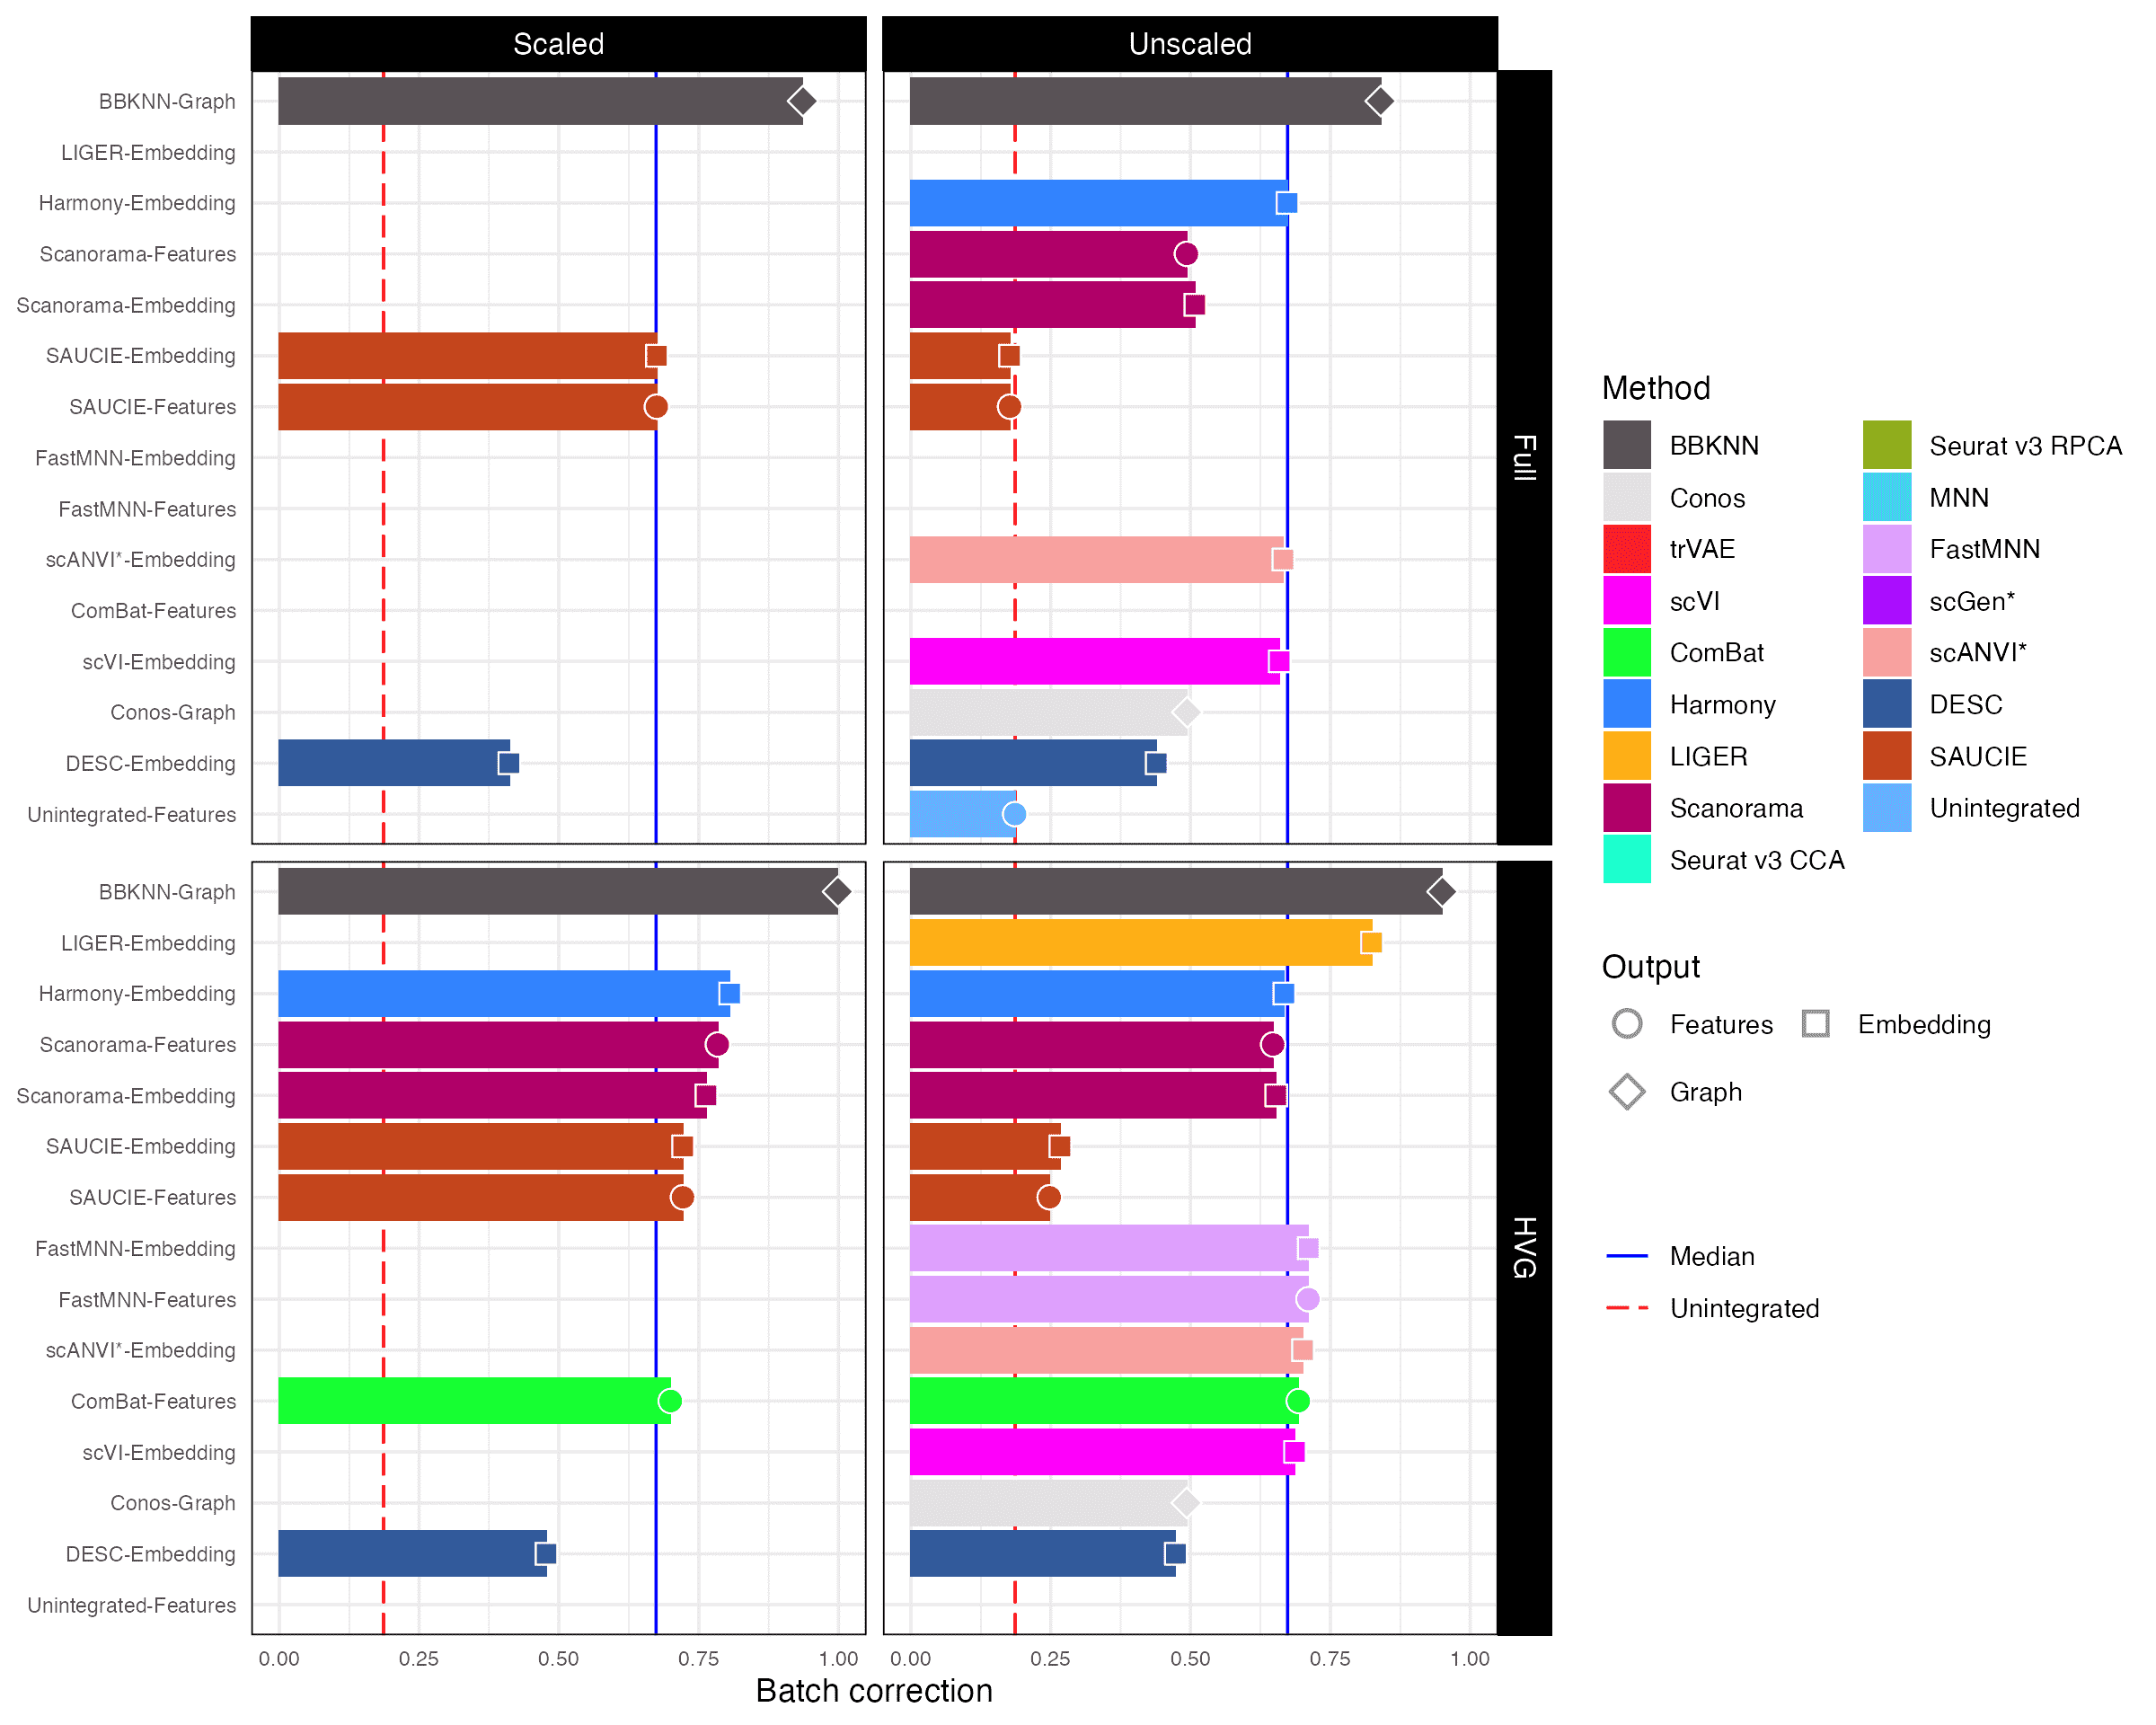 Scaled
Unscaled
BBKNN-Graph
LIGER-Embedding
Harmony-Embedding
Scanorama-Features
Scanorama-Embedding
SAUCIE-Embedding
SAUCIE-Features
FastMNN-Embedding
FastMNN-Features
scANVI*-Embedding
ComBat-Features
scVI-Embedding
Conos-Graph
DESC-Embedding
Unintegrated-Features
Full
BBKNN-Graph
LIGER-Embedding
Harmony-Embedding
Scanorama-Features
Scanorama-Embedding
SAUCIE-Embedding
SAUCIE-Features
FastMNN-Embedding
FastMNN-Features
scANVI*-Embedding
ComBat-Features
scVI-Embedding
Conos-Graph
DESC-Embedding
Unintegrated-Features
HVG
0.00 0.25 0.50 0.75 1.00
0.00 0.25 0.50 0.75 1.00
Batch correction
Method
BBKNN
Conos
trVAE
scVI
ComBat
Harmony
LIGER
Scanorama
Seurat v3 CCA
Seurat v3 RPCA
MNN
FastMNN
scGen*
scANVI*
DESC
SAUCIE
Unintegrated
Output
Features
Embedding
Graph
Median
Unintegrated